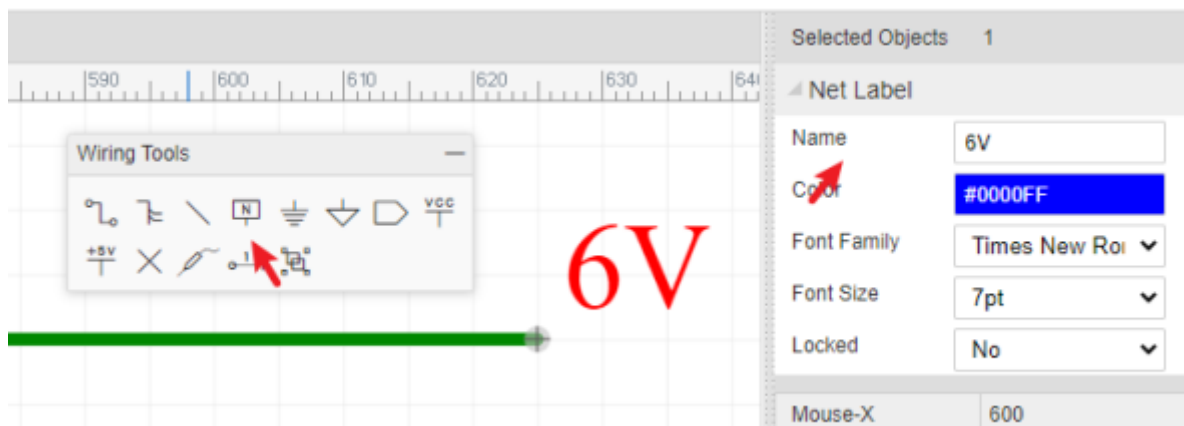 Selected Objects 1
590 600 610 620 630 640
Net Label
Wiring Tools
Name 6V
N
VCC
Color #0000FF
+5V
1
6V
Font Family Times New Ro
Font Size 7pt
Locked No
Mouse-X 600